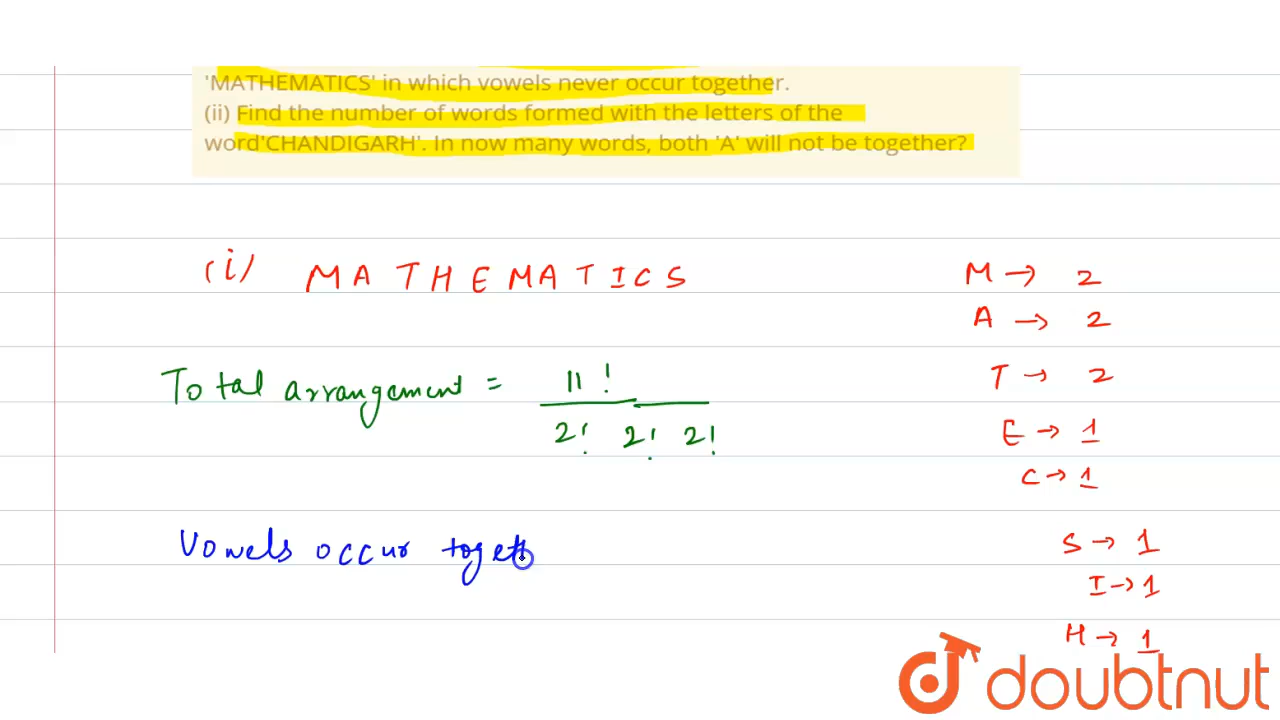 'MATHEMATICS' in which vowels never occur together.
(ii) Find the number of words formed with the letters of the
word'CHANDIGARH'. In now many words, both 'A' will not be together?
(i) MATHEMATICS
M → 2
A → 2
Total arrangement = 11! / 2! 2! 2!
T → 2
E → 1
C → 1
Vowels occur togeth
S → 1
I → 1
H → 1
doubtnut